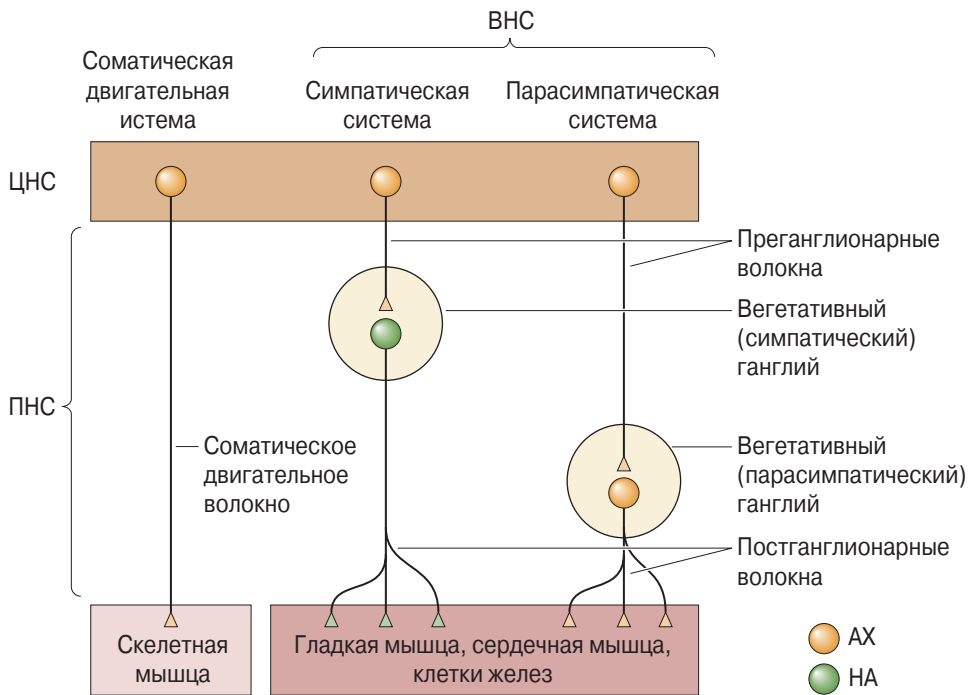 ВНС
Соматическая
двигательная
истема
Симпатическая
система
Парасимпатическая
система
ЦНС
Преганглионарные
волокна
Вегетативный
(симпатический)
ганглий
ПНС
Соматическое
двигательное
волокно
Вегетативный
(парасимпатический)
ганглий
Постганглионарные
волокна
Скелетная
мышца
Гладкая мышца, сердечная мышца,
клетки желез
АХ
НА